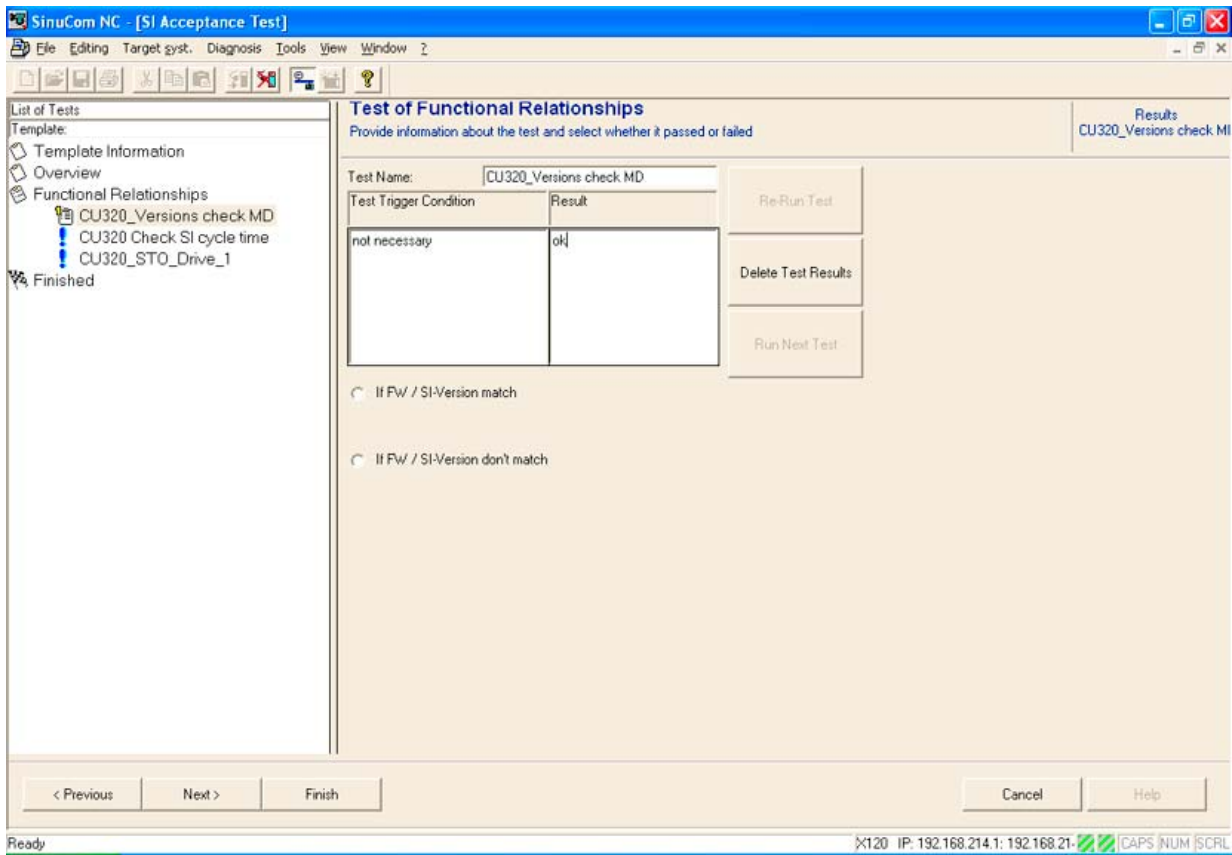 SinuCom NC - [SI Acceptance Test]
File Editing Target syst. Diagnosis Tools View Window ?
List of Tests
Template:
Template Information
Overview
Functional Relationships
CU320_Versions check MD
CU320 Check SI cycle time
CU320_STO_Drive_1
Finished
Test of Functional Relationships
Provide information about the test and select whether it passed or failed
Results
CU320_Versions check MI
Test Name: CU320_Versions check MD
Test Trigger Condition Result
not necessary ok
Re-Run Test
Delete Test Results
Run Next Test
If FW / SI-Version match
If FW / SI-Version don't match
< Previous Next > Finish Cancel Help
Ready X120 IP: 192.168.214.1: 192.168.21- CAPS NUM SCRL